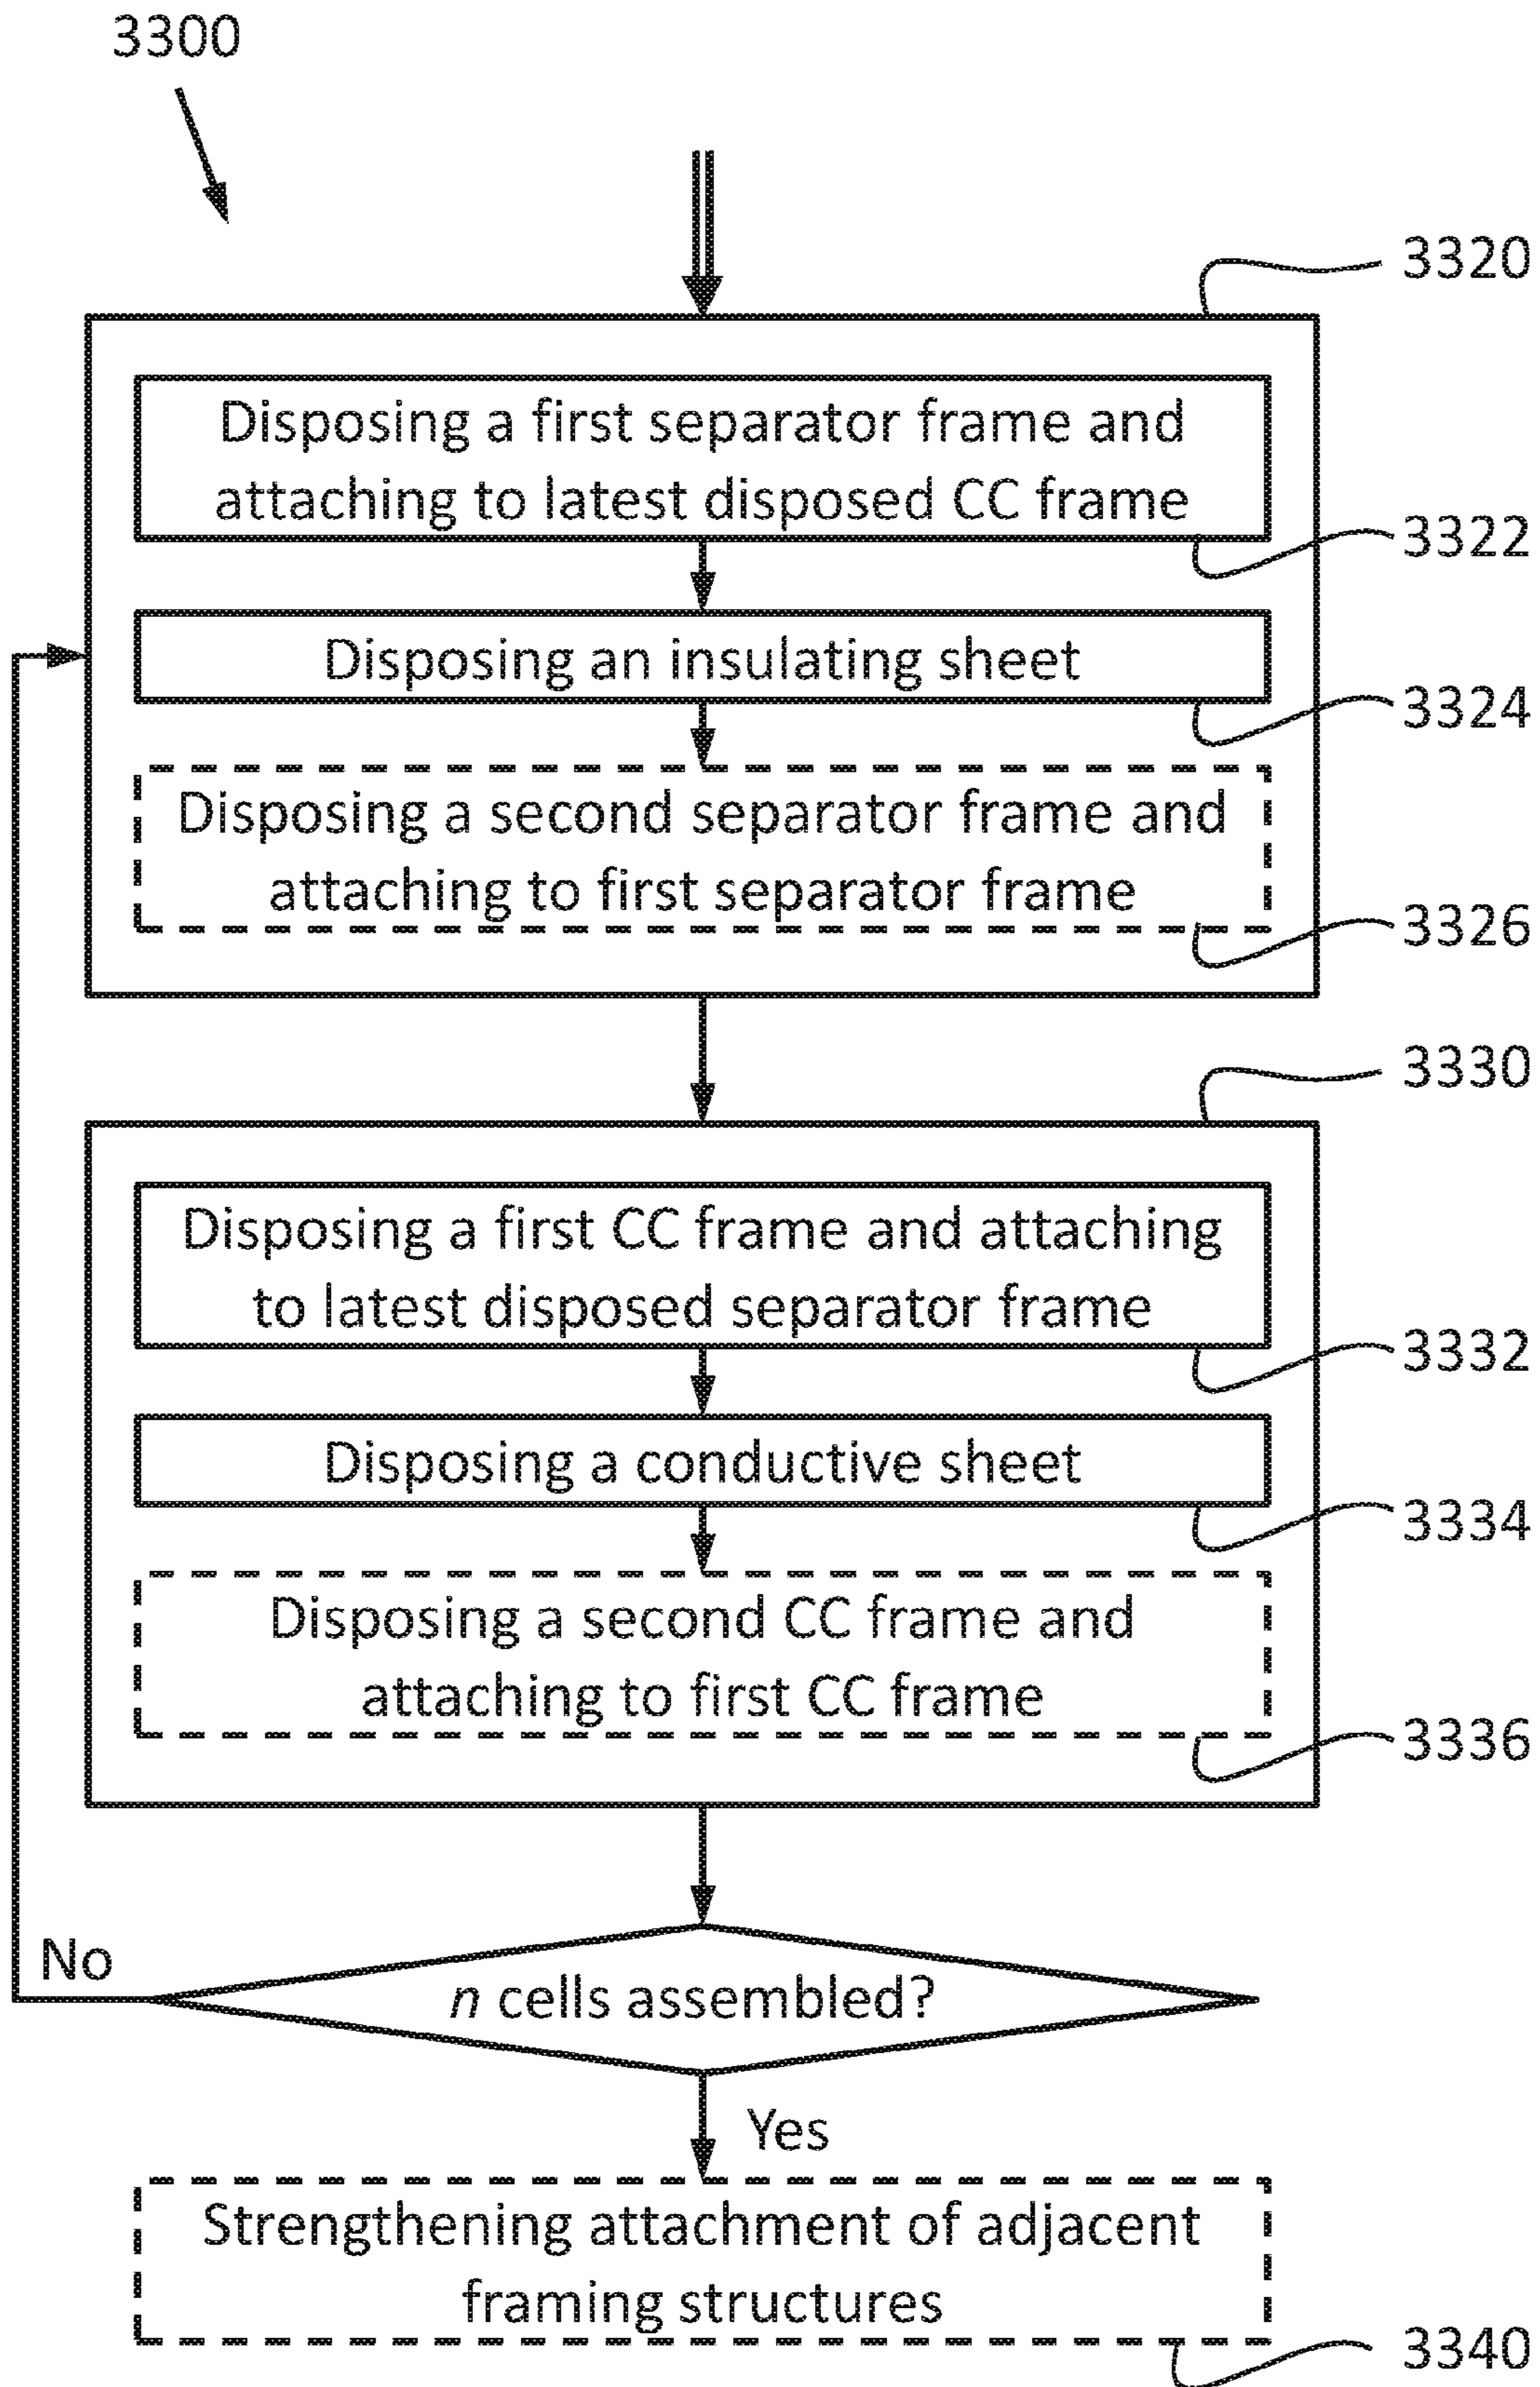 3300
3320
Disposing a first separator frame and
attaching to latest disposed CC frame
3322
Disposing an insulating sheet
3324
Disposing a second separator frame and
attaching to first separator frame
3326
3330
Disposing a first CC frame and attaching
to latest disposed separator frame
3332
Disposing a conductive sheet
3334
Disposing a second CC frame and
attaching to first CC frame
3336
No
n cells assembled?
Yes
Strengthening attachment of adjacent
framing structures
3340